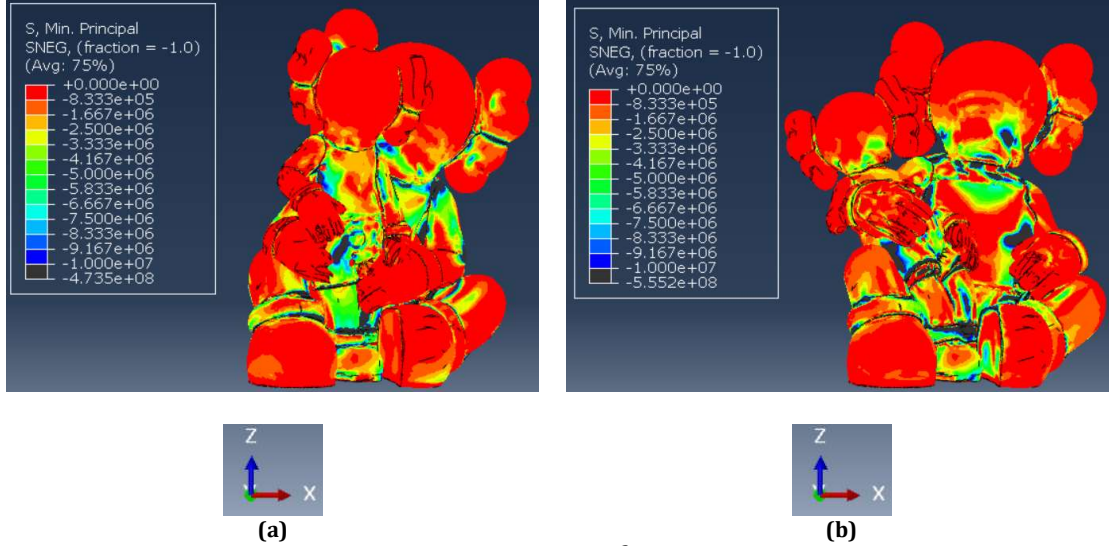 S, Min. Principal
SNEG, (fraction = -1.0)
(Avg: 75%)
+0.000e+00
-8.333e+05
-1.667e+06
-2.500e+06
-3.333e+06
-4.167e+06
-5.000e+06
-5.833e+06
-6.667e+06
-7.500e+06
-8.333e+06
-9.167e+06
-1.000e+07
-4.735e+08
Z
X
(a)
S, Min. Principal
SNEG, (fraction = -1.0)
(Avg: 75%)
+0.000e+00
-8.333e+05
-1.667e+06
-2.500e+06
-3.333e+06
-4.167e+06
-5.000e+06
-5.833e+06
-6.667e+06
-7.500e+06
-8.333e+06
-9.167e+06
-1.000e+07
-5.552e+08
Z
X
(b)